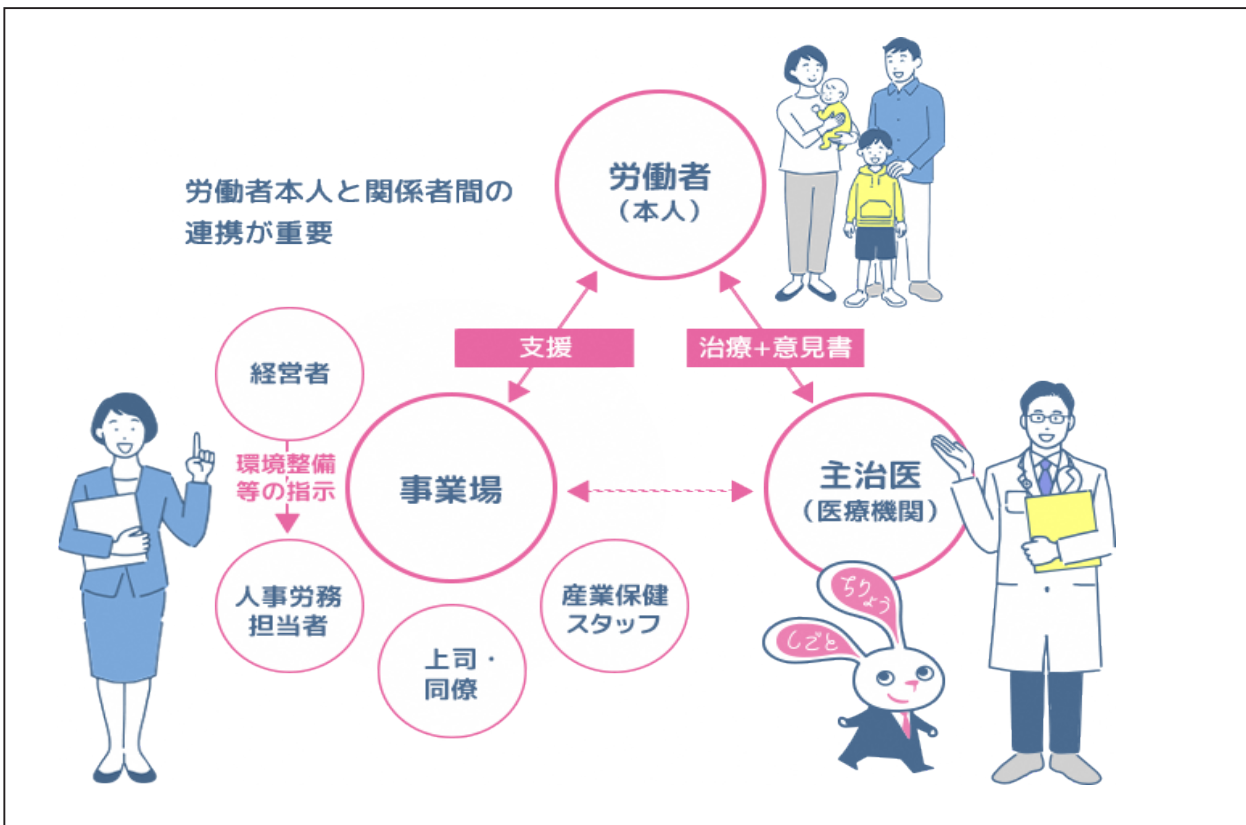 労働者本人と関係者間の
連携が重要
労働者
（本人）
支援
治療+意見書
経営者
環境整備
等の指示
事業場
主治医
（医療機関）
人事労務
担当者
上司・
同僚
産業保健
スタッフ
ちりょう
しごと